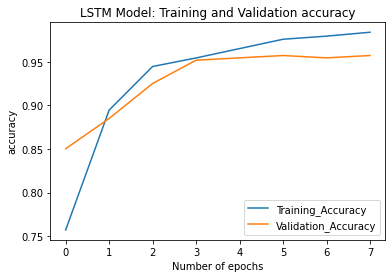 LSTM Model: Training and Validation accuracy
0.95
0.90
0.85
0.80
0.75
accuracy
Training_Accuracy
Validation_Accuracy
0 1 2 3 4 5 6 7
Number of epochs